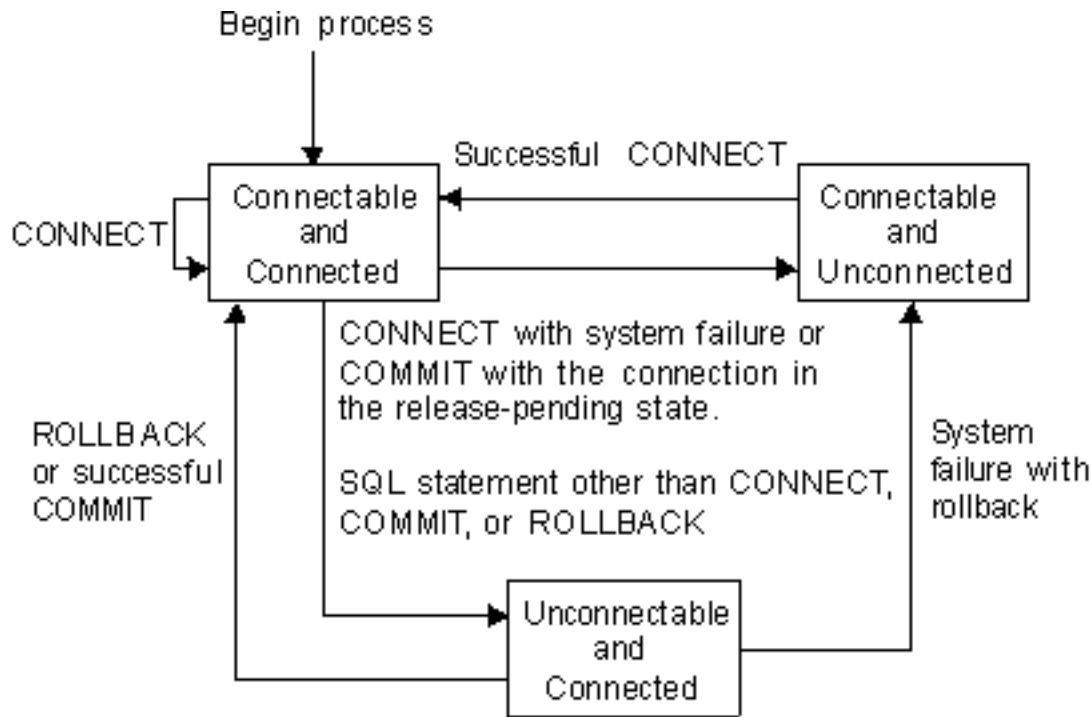 Begin process
Successful CONNECT
Connectable
and
Connected
Connectable
and
Unconnected
CONNECT
CONNECT with system failure or
COMMIT with the connection in
the release-pending state.
ROLLBACK
or successful
COMMIT
SQL statement other than CONNECT,
COMMIT, or ROLLBACK
System
failure with
rollback
Unconnectable
and
Connected